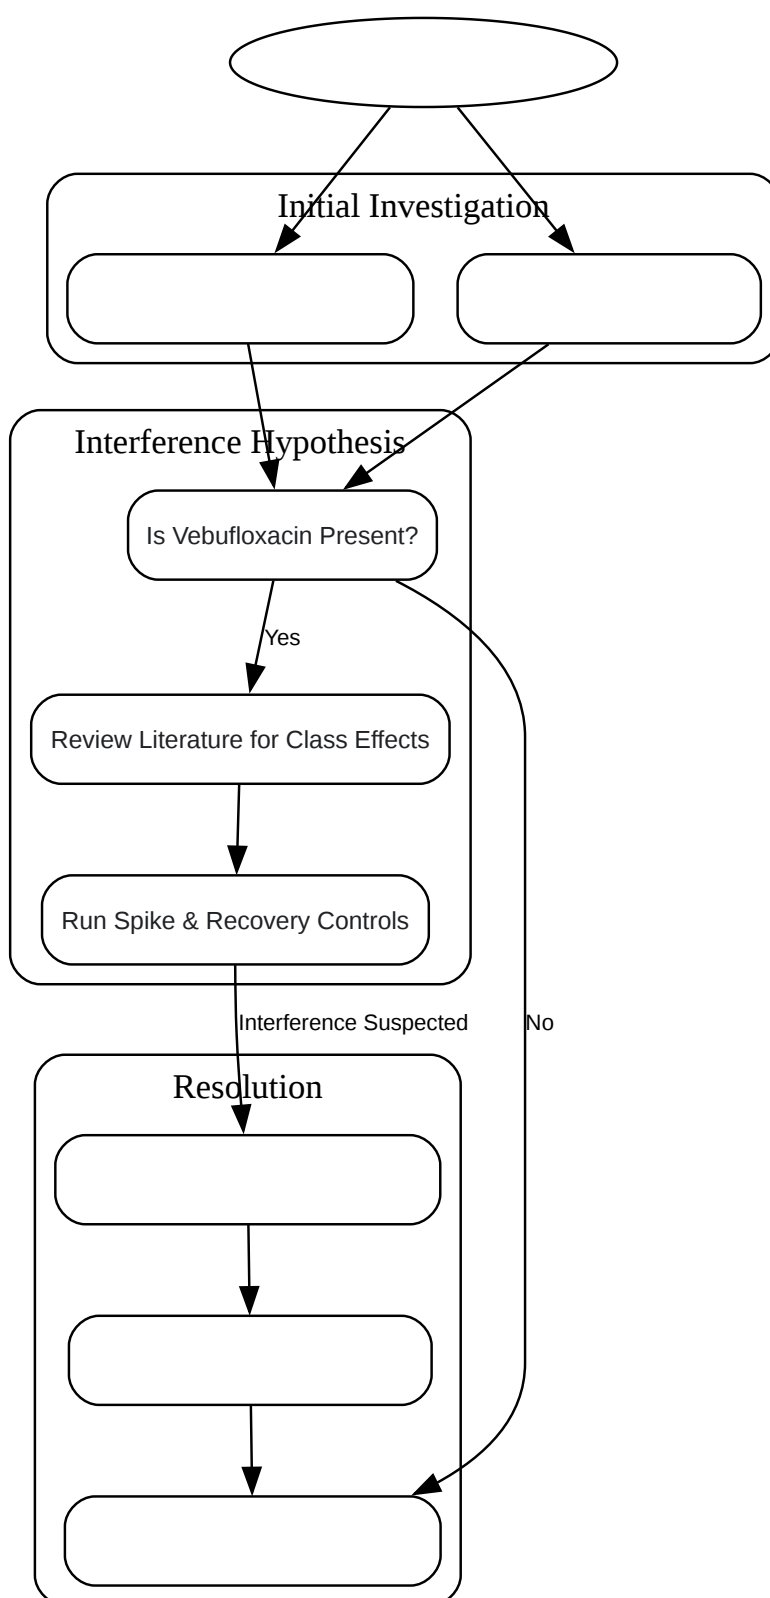 Initial Investigation
Interference Hypothesis
Is Vebufloxacin Present?
Yes
Review Literature for Class Effects
Run Spike & Recovery Controls
Interference Suspected
No
Resolution